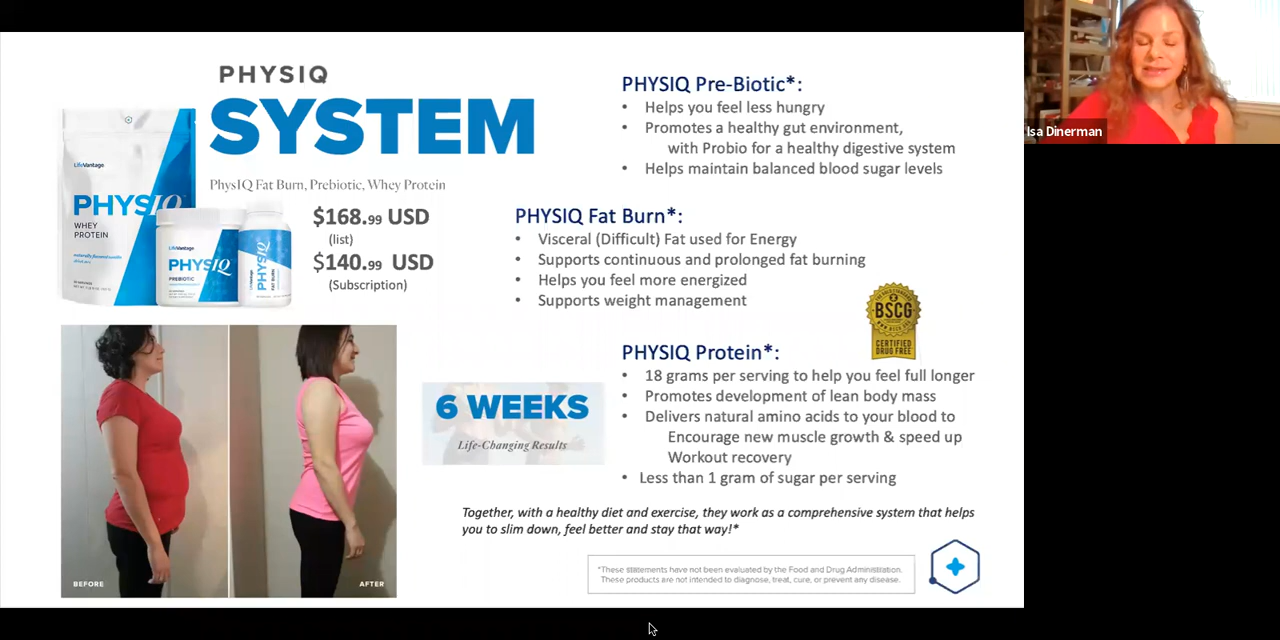 PHYSIQ
SYSTEM
PhysIQ Fat Burn, Prebiotic, Whey Protein
$168.99 USD
(list)
$140.99 USD
(Subscription)
LifeVantage
PHYSIQ
WHEY
PROTEIN
LifeVantage
PHYSIQ
PREBIOTIC
PHYSIQ
FAT BURN
BEFORE
AFTER
6 WEEKS
Life-Changing Results
PHYSIQ Pre-Biotic*:
• Helps you feel less hungry
• Promotes a healthy gut environment,
with Probio for a healthy digestive system
• Helps maintain balanced blood sugar levels
PHYSIQ Fat Burn*:
• Visceral (Difficult) Fat used for Energy
• Supports continuous and prolonged fat burning
• Helps you feel more energized
• Supports weight management
BSCG
CERTIFIED
DRUG FREE
PHYSIQ Protein*:
• 18 grams per serving to help you feel full longer
• Promotes development of lean body mass
• Delivers natural amino acids to your blood to
Encourage new muscle growth & speed up
Workout recovery
• Less than 1 gram of sugar per serving
Together, with a healthy diet and exercise, they work as a comprehensive system that helps
you to slim down, feel better and stay that way!*
*These statements have not been evaluated by the Food and Drug Administration.
These products are not intended to diagnose, treat, cure, or prevent any disease.
Isa Dinerman